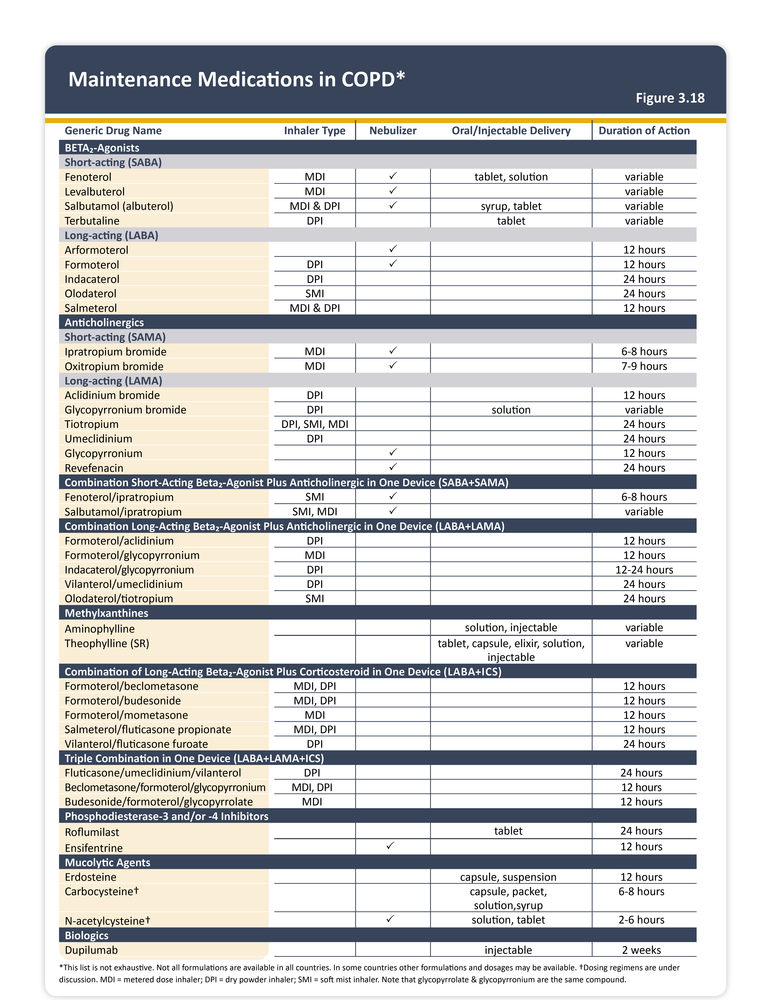 Maintenance Medications in COPD*
Figure 3.18
Generic Drug Name Inhaler Type Nebulizer Oral/Injectable Delivery Duration of Action
BETA₂-Agonists
Short-acting (SABA)
Fenoterol MDI ✓ tablet, solution variable
Levalbuterol MDI ✓ variable
Salbutamol (albuterol) MDI & DPI ✓ syrup, tablet variable
Terbutaline DPI tablet variable
Long-acting (LABA)
Arformoterol ✓ 12 hours
Formoterol DPI ✓ 12 hours
Indacaterol DPI 24 hours
Olodaterol SMI 24 hours
Salmeterol MDI & DPI 12 hours
Anticholinergics
Short-acting (SAMA)
Ipratropium bromide MDI ✓ 6-8 hours
Oxitropium bromide MDI ✓ 7-9 hours
Long-acting (LAMA)
Aclidinium bromide DPI 12 hours
Glycopyrronium bromide DPI solution variable
Tiotropium DPI, SMI, MDI 24 hours
Umeclidinium DPI 24 hours
Glycopyrronium ✓ 12 hours
Revefenacin ✓ 24 hours
Combination Short-Acting Beta₂-Agonist Plus Anticholinergic in One Device (SABA+SAMA)
Fenoterol/ipratropium SMI ✓ 6-8 hours
Salbutamol/ipratropium SMI, MDI ✓ variable
Combination Long-Acting Beta₂-Agonist Plus Anticholinergic in One Device (LABA+LAMA)
Formoterol/aclidinium DPI 12 hours
Formoterol/glycopyrronium MDI 12 hours
Indacaterol/glycopyrronium DPI 12-24 hours
Vilanterol/umeclidinium DPI 24 hours
Olodaterol/tiotropium SMI 24 hours
Methylxanthines
Aminophylline solution, injectable variable
Theophylline (SR) tablet, capsule, elixir, solution, variable
injectable
Combination of Long-Acting Beta₂-Agonist Plus Corticosteroid in One Device (LABA+ICS)
Formoterol/beclometasone MDI, DPI 12 hours
Formoterol/budesonide MDI, DPI 12 hours
Formoterol/mometasone MDI 12 hours
Salmeterol/fluticasone propionate MDI, DPI 12 hours
Vilanterol/fluticasone furoate DPI 24 hours
Triple Combination in One Device (LABA+LAMA+ICS)
Fluticasone/umeclidinium/vilanterol DPI 24 hours
Beclometasone/formoterol/glycopyrronium MDI, DPI 12 hours
Budesonide/formoterol/glycopyrrolate MDI 12 hours
Phosphodiesterase-3 and/or -4 Inhibitors
Roflumilast tablet 24 hours
Ensifentrine ✓ 12 hours
Mucolytic Agents
Erdosteine capsule, suspension 12 hours
Carbocysteine† capsule, packet, 6-8 hours
solution,syrup
N-acetylcysteine† ✓ solution, tablet 2-6 hours
Biologics
Dupilumab injectable 2 weeks
*This list is not exhaustive. Not all formulations are available in all countries. In some countries other formulations and dosages may be available. †Dosing regimens are under
discussion. MDI = metered dose inhaler; DPI = dry powder inhaler; SMI = soft mist inhaler. Note that glycopyrrolate & glycopyrronium are the same compound.